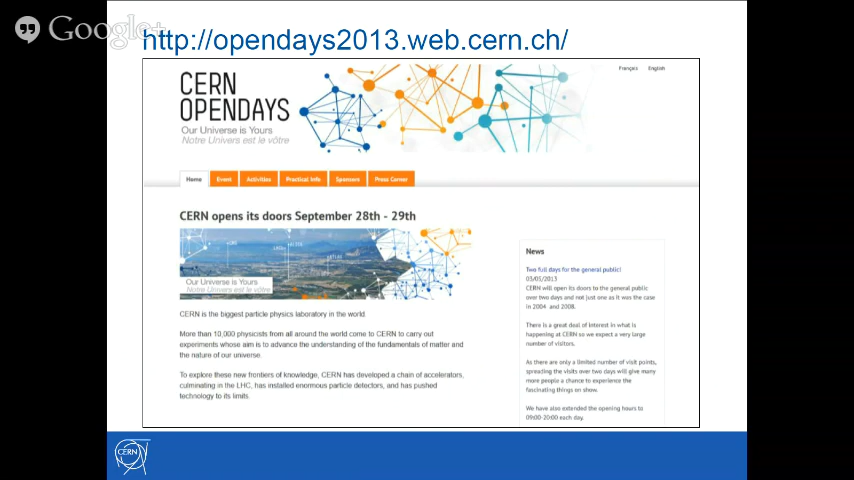 Google+
http://opendays2013.web.cern.ch/
Français English
CERN
OPENDAYS
Our Universe is Yours
Notre Univers est le vôtre
Home Event Activities Practical Info Sponsors Press Corner
CERN opens its doors September 28th - 29th
Our Universe is Yours
Notre Univers est le vôtre
CERN is the biggest particle physics laboratory in the world.
More than 10,000 physicists from all around the world come to CERN to carry out
experiments whose aim is to advance the understanding of the fundamentals of matter and
the nature of our universe.
To explore these new frontiers of knowledge, CERN has developed a chain of accelerators,
culminating in the LHC, has installed enormous particle detectors, and has pushed
technology to its limits.
News
Two full days for the general public!
03/05/2013
CERN will open its doors to the general public
over two days and not just one as it was the case
in 2004 and 2008.
There is a great deal of interest in what is
happening at CERN so we expect a very large
number of visitors.
As there are only a limited number of visit points,
spreading the visits over two days will give many
more people a chance to experience the
fascinating things on show.
We have also extended the opening hours to
09:00-20:00 each day.
CERN